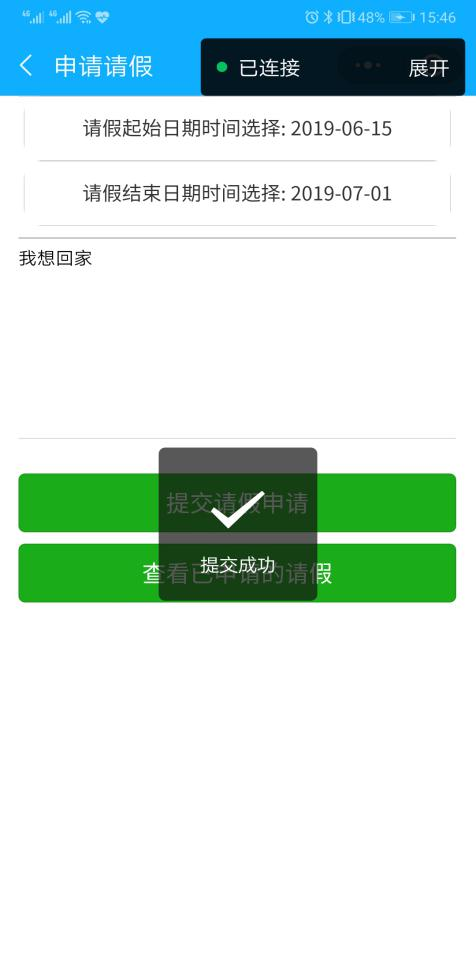 4G 4G 48% 15:46
申请请假
已连接 展开
请假起始日期时间选择: 2019-06-15
请假结束日期时间选择: 2019-07-01
我想回家
提交请假申请
提交成功
查看已申请的请假